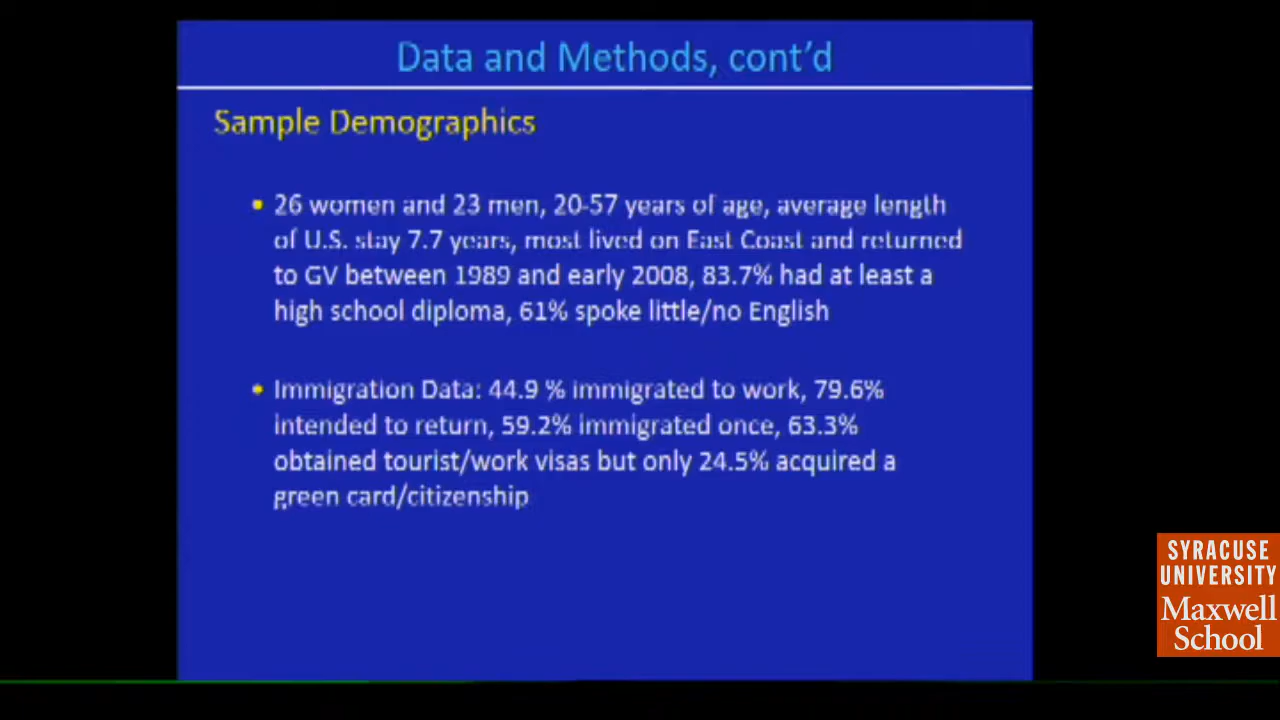 Data and Methods, cont'd
Sample Demographics
• 26 women and 23 men, 20-57 years of age, average length
of U.S. stay 7.7 years, most lived on East Coast and returned
to GV between 1989 and early 2008, 83.7% had at least a
high school diploma, 61% spoke little/no English
• Immigration Data: 44.9 % immigrated to work, 79.6%
intended to return, 59.2% immigrated once, 63.3%
obtained tourist/work visas but only 24.5% acquired a
green card/citizenship
SYRACUSE
UNIVERSITY
Maxwell
School